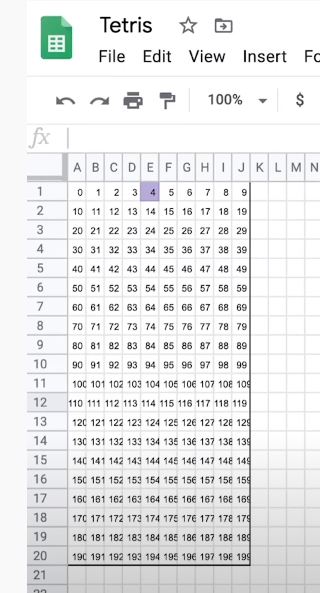 Tetris
File Edit View Insert Fo
100% $
fx
A B C D E F G H I J K L M N
1 0 1 2 3 4 5 6 7 8 9
2 10 11 12 13 14 15 16 17 18 19
3 20 21 22 23 24 25 26 27 28 29
4 30 31 32 33 34 35 36 37 38 39
5 40 41 42 43 44 45 46 47 48 49
6 50 51 52 53 54 55 56 57 58 59
7 60 61 62 63 64 65 66 67 68 69
8 70 71 72 73 74 75 76 77 78 79
9 80 81 82 83 84 85 86 87 88 89
10 90 91 92 93 94 95 96 97 98 99
11 100 101 102 103 104 105 106 107 108 109
12 110 111 112 113 114 115 116 117 118 119
13 120 121 122 123 124 125 126 127 128 129
14 130 131 132 133 134 135 136 137 138 139
15 140 141 142 143 144 145 146 147 148 149
16 150 151 152 153 154 155 156 157 158 159
17 160 161 162 163 164 165 166 167 168 169
18 170 171 172 173 174 175 176 177 178 179
19 180 181 182 183 184 185 186 187 188 189
20 190 191 192 193 194 195 196 197 198 199
21